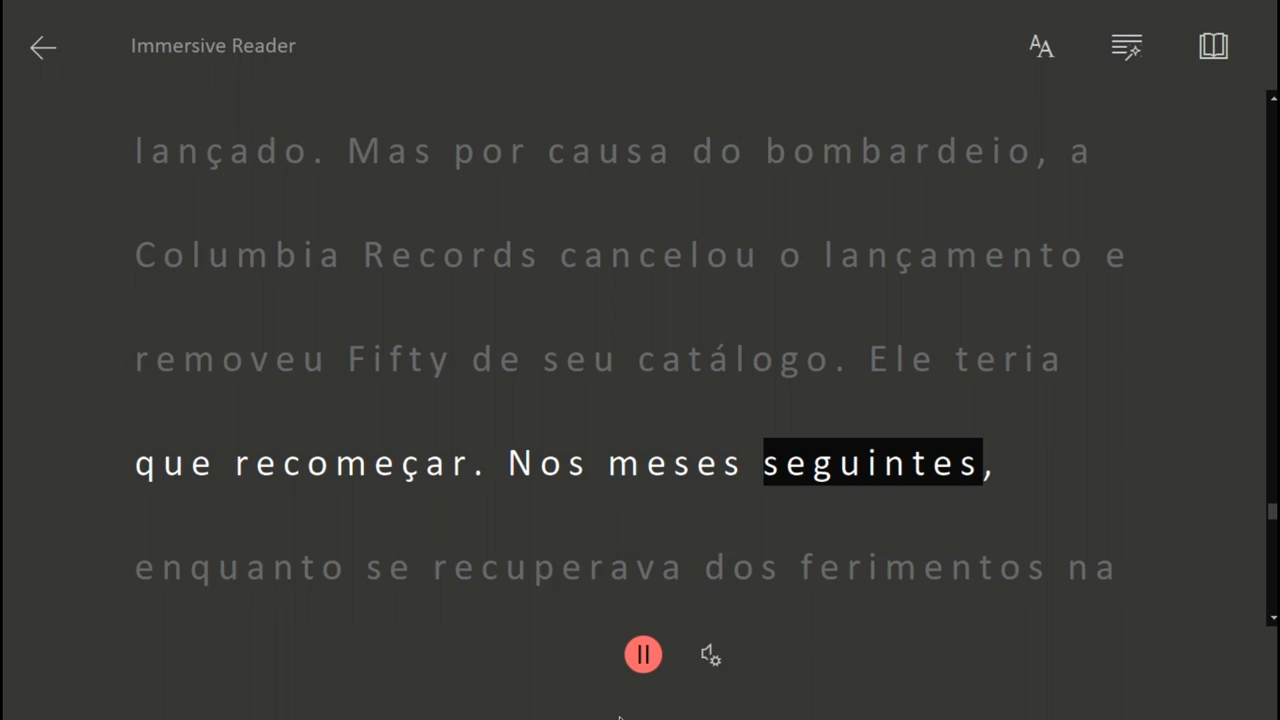 Immersive Reader
lançado. Mas por causa do bombardeio, a
Columbia Records cancelou o lançamento e
removeu Fifty de seu catálogo. Ele teria
que recomeçar. Nos meses seguintes,
enquanto se recuperava dos ferimentos na